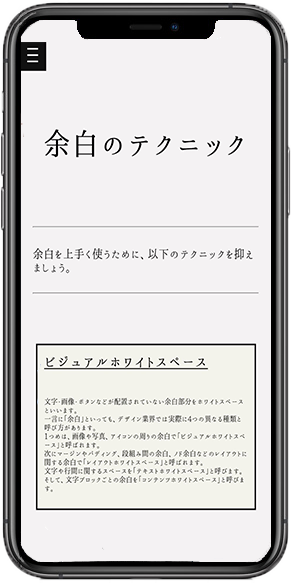 余白のテクニック
余白を上手く使うために、以下のテクニックを抑え
ましょう。
ビジュアルホワイトスペース
文字・画像・ボタンなどが配置されていない余白部分をホワイトスペース
といいます。
一言に「余白」といっても、デザイン業界では実際に4つの異なる種類と
呼び方があります。
1つめは、画像や写真、アイコンの周りの余白で「ビジュアルホワイトスペ
ース」と呼ばれます。
次にマージンやパディング、段組み間の余白、ノド余白などのレイアウトに
関する余白で「レイアウトホワイトスペース」と呼ばれます。
文字や行間に関するスペースを「テキストホワイトスペース」と呼びます。
そして、文字ブロックごとの余白を「コンテンツホワイトスペース」と呼びま
す。